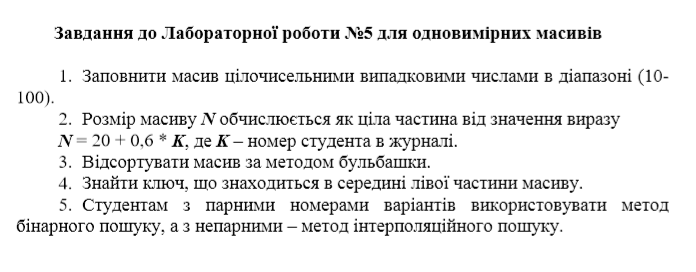 Завдання до Лабораторної роботи №5 для одновимірних масивів
1. Заповнити масив цілочисельними випадковими числами в діапазоні (10-
100).
2. Розмір масиву N обчислюється як ціла частина від значення виразу
N = 20 + 0,6 * K, де K – номер студента в журналі.
3. Відсортувати масив за методом бульбашки.
4. Знайти ключ, що знаходиться в середині лівої частини масиву.
5. Студентам з парними номерами варіантів використовувати метод
бінарного пошуку, а з непарними – метод інтерполяційного пошуку.